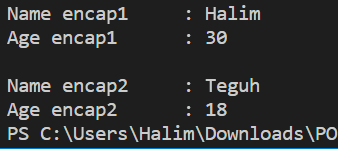 Name encap1     : Halim
Age encap1      : 30

Name encap2     : Teguh
Age encap2      : 18
PS C:\Users\Halim\Downloads\PO